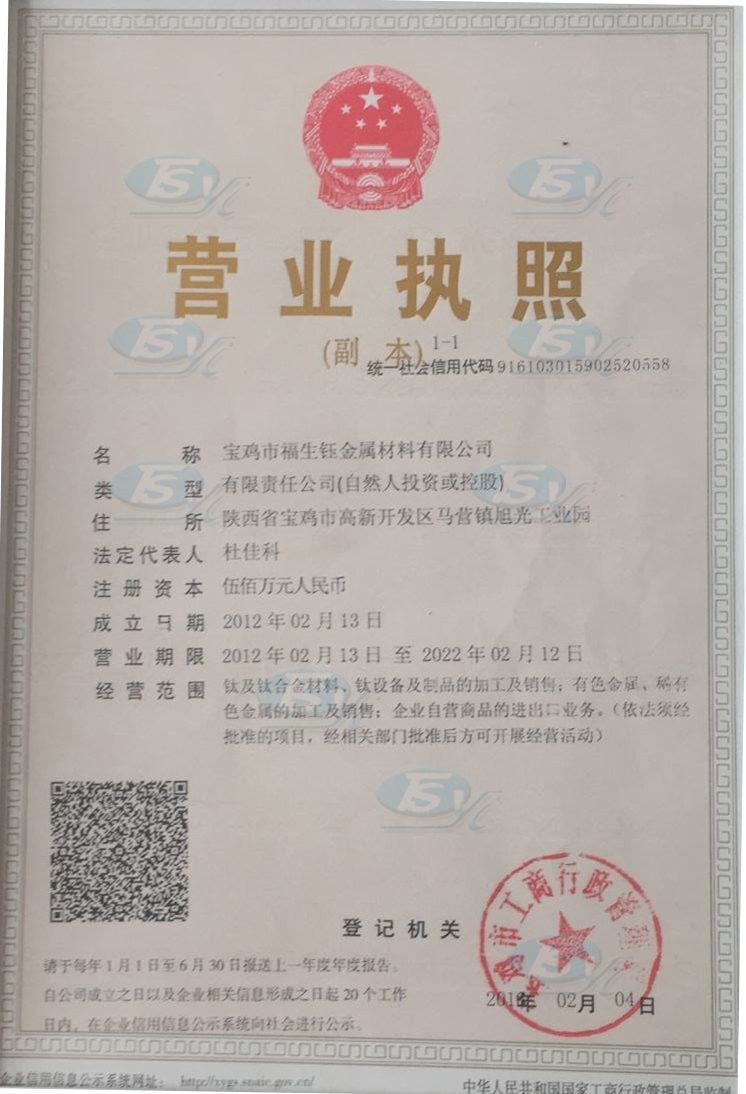 营业执照
(副 本) 1-1
统一社会信用代码 916103015902520558
名 称 宝鸡市福生钰金属材料有限公司
类 型 有限责任公司(自然人投资或控股)
住 所 陕西省宝鸡市高新开发区马营镇旭光工业园
法定代表人 杜佳科
注册资本 伍佰万元人民币
成立日期 2012年02月13日
营业期限 2012年02月13日 至 2022年02月12日
经营范围 钛及钛合金材料、钛设备及制品的加工及销售；有色金属、稀有
色金属的加工及销售；企业自营商品的进出口业务。（依法须经
批准的项目，经相关部门批准后方可开展经营活动）
登记机关
鸡市工商行政管理
年 02月 04日
请于每年1月1日至6月30日报送上一年度年度报告。
自公司成立之日以及企业相关信息形成之日起20个工作
日内，在企业信用信息公示系统向社会进行公示。
企业信用信息公示系统网址： http://xygs.snaic.gov.cn/
中华人民共和国国家工商行政管理总局监制